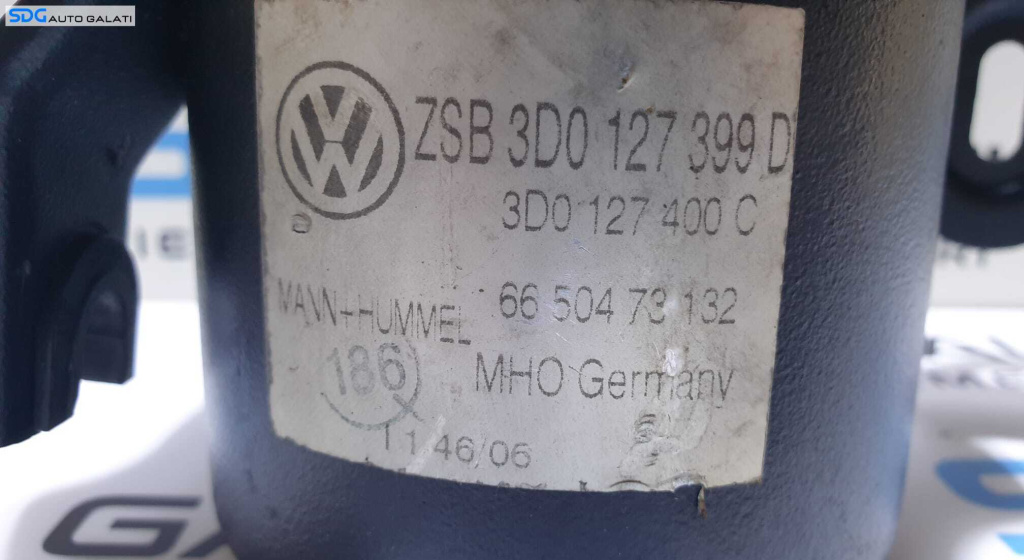 SDG AUTO GALATI
ZSB 3D0 127 399 D
3D0 127 400 C
MANN+HUMMEL 66 504 73 132
186 MHO Germany
1 46/06